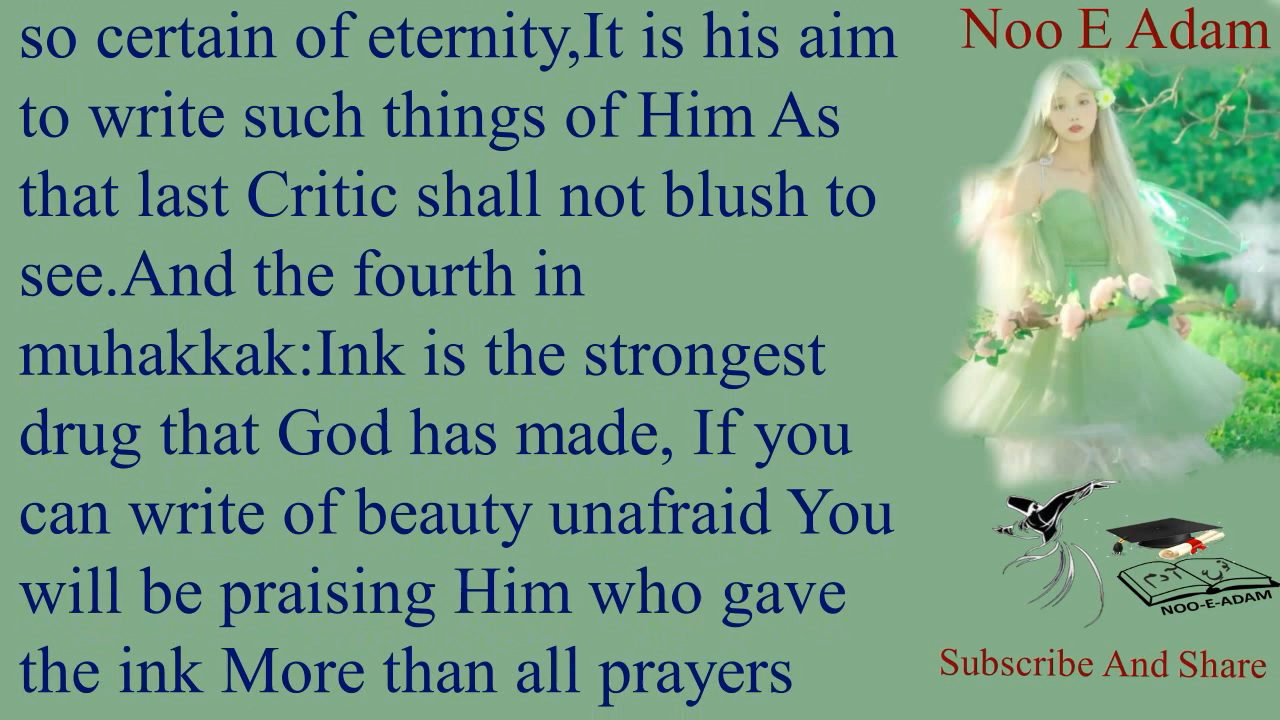 so certain of eternity,It is his aim
to write such things of Him As
that last Critic shall not blush to
see.And the fourth in
muhakkak:Ink is the strongest
drug that God has made, If you
can write of beauty unafraid You
will be praising Him who gave
the ink More than all prayers
Noo E Adam
نوع آدم
NOO-E-ADAM
Subscribe And Share